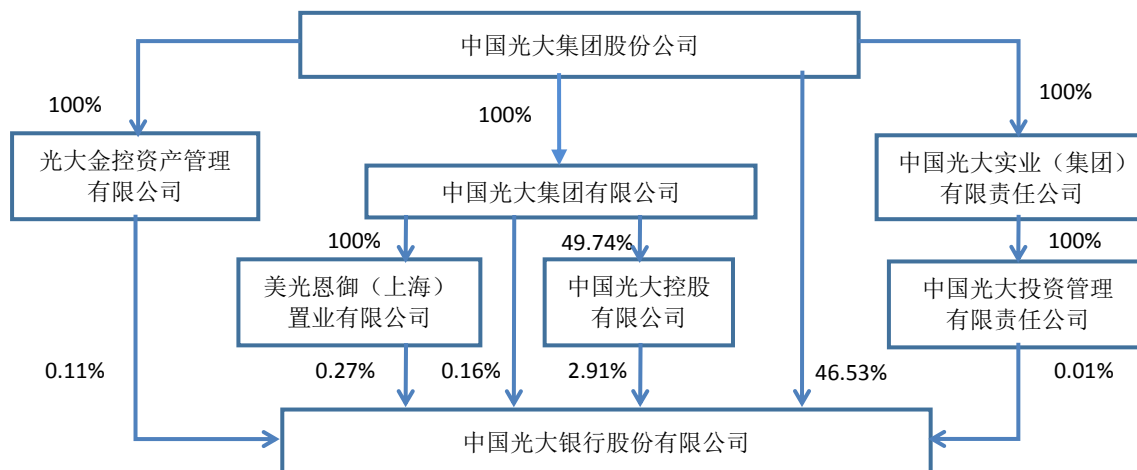 中国光大集团股份公司
100%
100%
100%
光大金控资产管理
有限公司
中国光大集团有限公司
中国光大实业（集团）
有限责任公司
100%
49.74%
100%
美光恩御（上海）
置业有限公司
中国光大控股
有限公司
中国光大投资管理
有限责任公司
0.11%
0.27%
0.16%
2.91%
46.53%
0.01%
中国光大银行股份有限公司